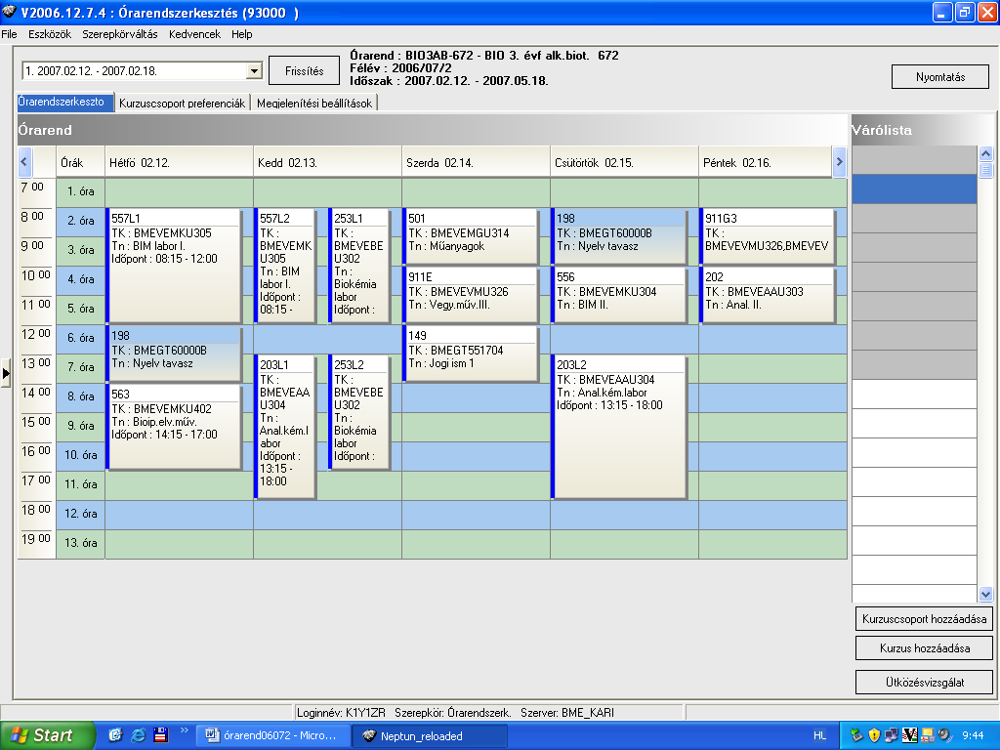 V2006.12.7.4 : Órarendszerkesztés (93000 )
File Eszközök Szerepkörváltás Kedvencek Help
1. 2007.02.12. - 2007.02.18.
Frissítés
Órarend : BIO3AB-672 - BIO 3. évf alk.biot. 672
Félév : 2006/07/2
Időszak : 2007.02.12. - 2007.05.18.
Nyomtatás
Órarendszerkeszto Kurzuscsoport preferenciák Megjelenítési beállítások
Órarend
Várólista
Órák Hétfö 02.12. Kedd 02.13. Szerda 02.14. Csütörtök 02.15. Péntek 02.16.
7 00 1. óra
8 00 2. óra
9 00 3. óra
10 00 4. óra
11 00 5. óra
12 00 6. óra
13 00 7. óra
14 00 8. óra
15 00 9. óra
16 00 10. óra
17 00 11. óra
18 00 12. óra
19 00 13. óra
557L1
TK : BMEVEMKU305
Tn : BIM labor I.
Időpont : 08:15 - 12:00
198
TK : BMEGT60000B
Tn : Nyelv tavasz
563
TK : BMEVEMKU402
Tn : Bioip.elv.műv.
Időpont : 14:15 - 17:00
557L2
TK :
BMEVEMK
U305
Tn : BIM
labor I.
Időpont :
08:15 -
253L1
TK :
BMEVEBE
U302
Tn :
Biokémia
labor
Időpont :
203L1
TK :
BMEVEAA
U304
Tn :
Anal.kém.l
abor
Időpont :
13:15 -
18:00
253L2
TK :
BMEVEBE
U302
Tn :
Biokémia
labor
Időpont :
501
TK : BMEVEMGU314
Tn : Műanyagok
911E
TK : BMEVEVMU326
Tn : Vegy.műv.III.
149
TK : BMEGT551704
Tn : Jogi ism 1
198
TK : BMEGT60000B
Tn : Nyelv tavasz
556
TK : BMEVEMKU304
Tn : BIM II.
203L2
TK : BMEVEAAU304
Tn : Anal.kém.labor
Időpont : 13:15 - 18:00
911G3
TK :
BMEVEVMU326,BMEVEV
202
TK : BMEVEAAU303
Tn : Anal. II.
Kurzuscsoport hozzáadása
Kurzus hozzáadása
Ütközésvizsgálat
Loginnév: K1Y1ZR Szerepkör: Órarendszerk. Szerver: BME_KARI
Start
órarend06072 - Micro...
Neptun_reloaded
HL
9:44